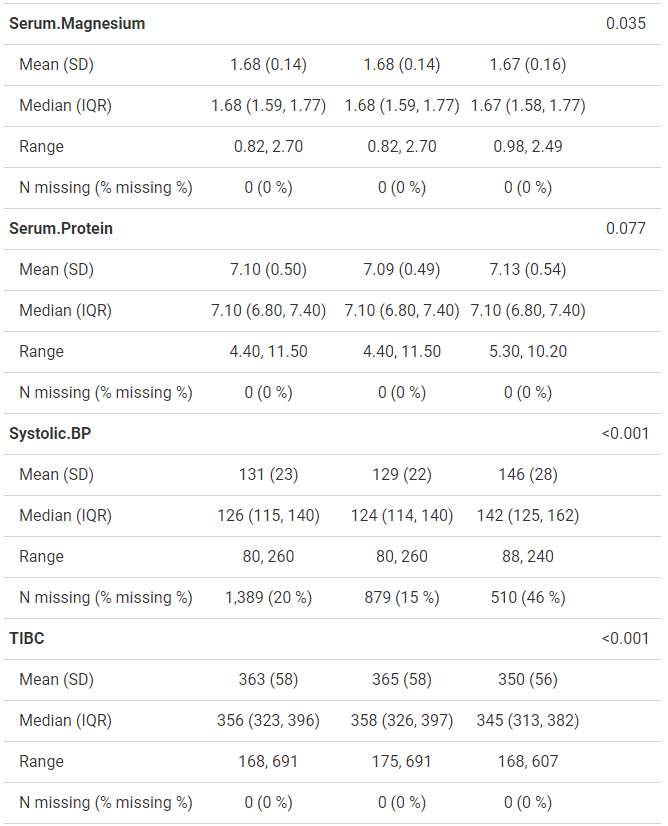 Serum.Magnesium 0.035
Mean (SD) 1.68 (0.14) 1.68 (0.14) 1.67 (0.16)
Median (IQR) 1.68 (1.59, 1.77) 1.68 (1.59, 1.77) 1.67 (1.58, 1.77)
Range 0.82, 2.70 0.82, 2.70 0.98, 2.49
N missing (% missing %) 0 (0 %) 0 (0 %) 0 (0 %)
Serum.Protein 0.077
Mean (SD) 7.10 (0.50) 7.09 (0.49) 7.13 (0.54)
Median (IQR) 7.10 (6.80, 7.40) 7.10 (6.80, 7.40) 7.10 (6.80, 7.40)
Range 4.40, 11.50 4.40, 11.50 5.30, 10.20
N missing (% missing %) 0 (0 %) 0 (0 %) 0 (0 %)
Systolic.BP <0.001
Mean (SD) 131 (23) 129 (22) 146 (28)
Median (IQR) 126 (115, 140) 124 (114, 140) 142 (125, 162)
Range 80, 260 80, 260 88, 240
N missing (% missing %) 1,389 (20 %) 879 (15 %) 510 (46 %)
TIBC <0.001
Mean (SD) 363 (58) 365 (58) 350 (56)
Median (IQR) 356 (323, 396) 358 (326, 397) 345 (313, 382)
Range 168, 691 175, 691 168, 607
N missing (% missing %) 0 (0 %) 0 (0 %) 0 (0 %)